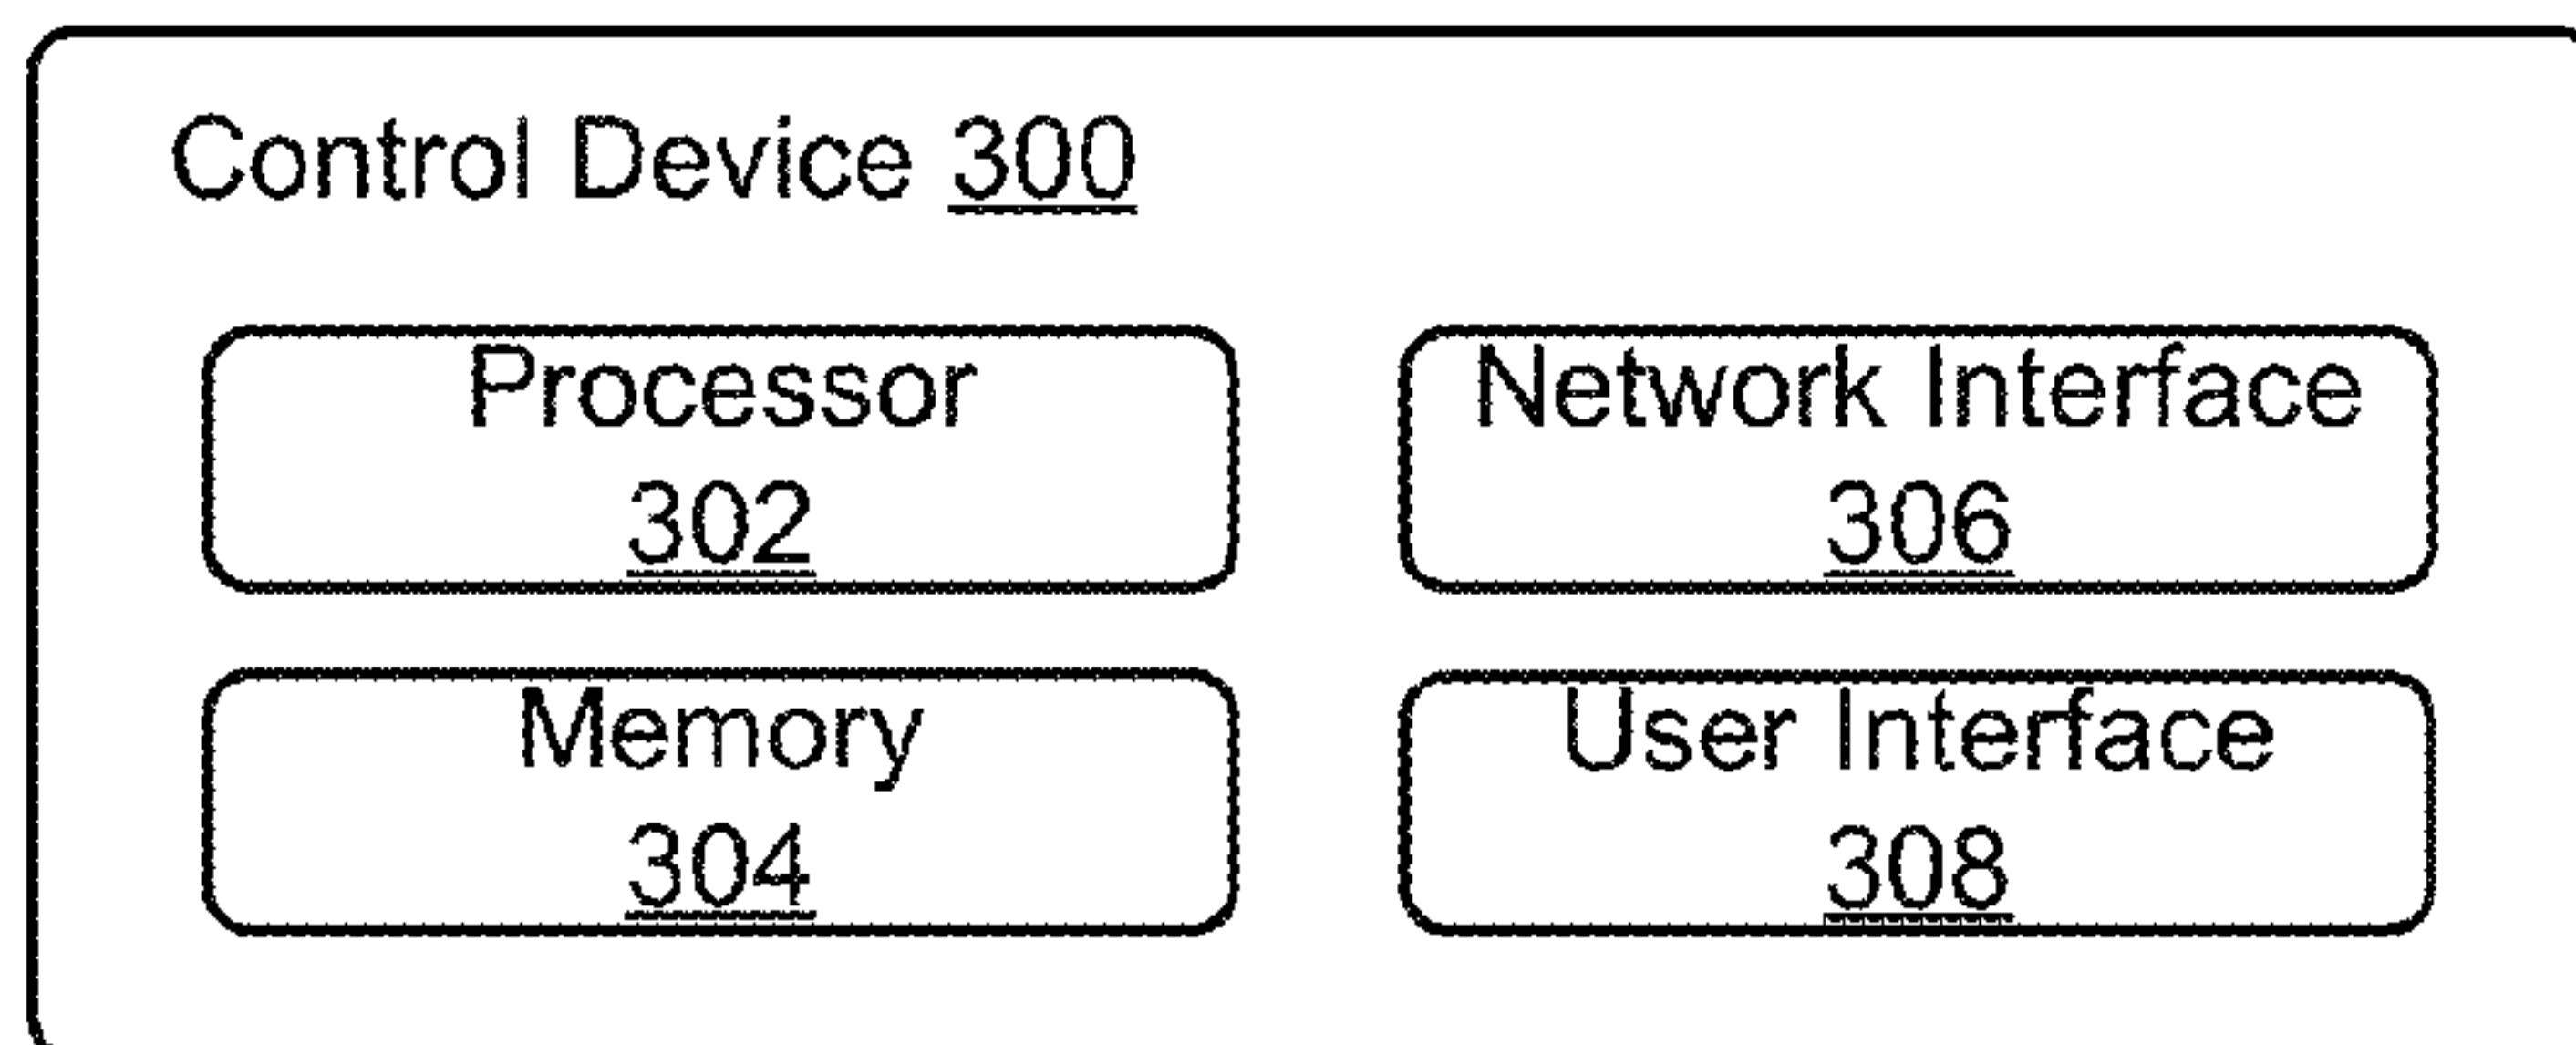 Control Device 300
Processor
302
Network Interface
306
Memory
304
User Interface
308